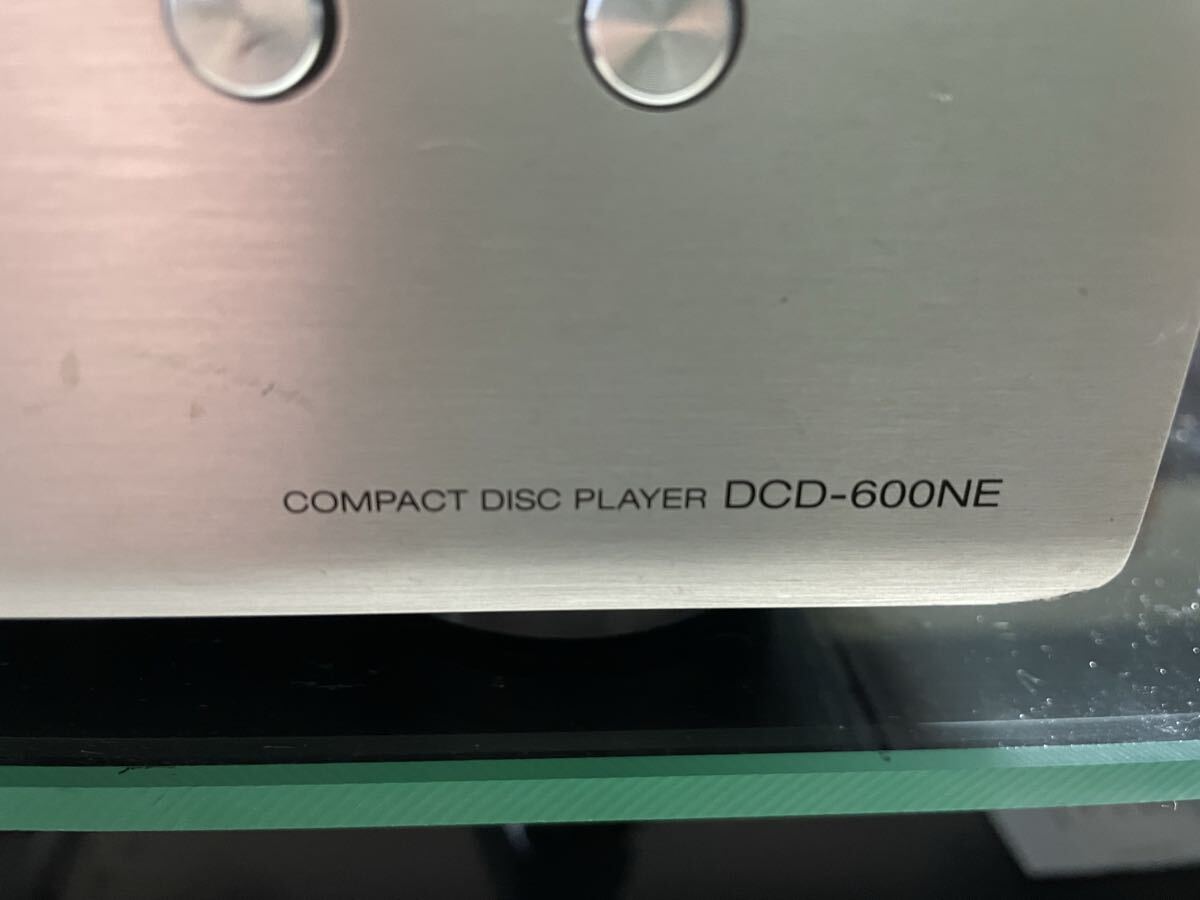 COMPACT DISC PLAYER DCD-600NE